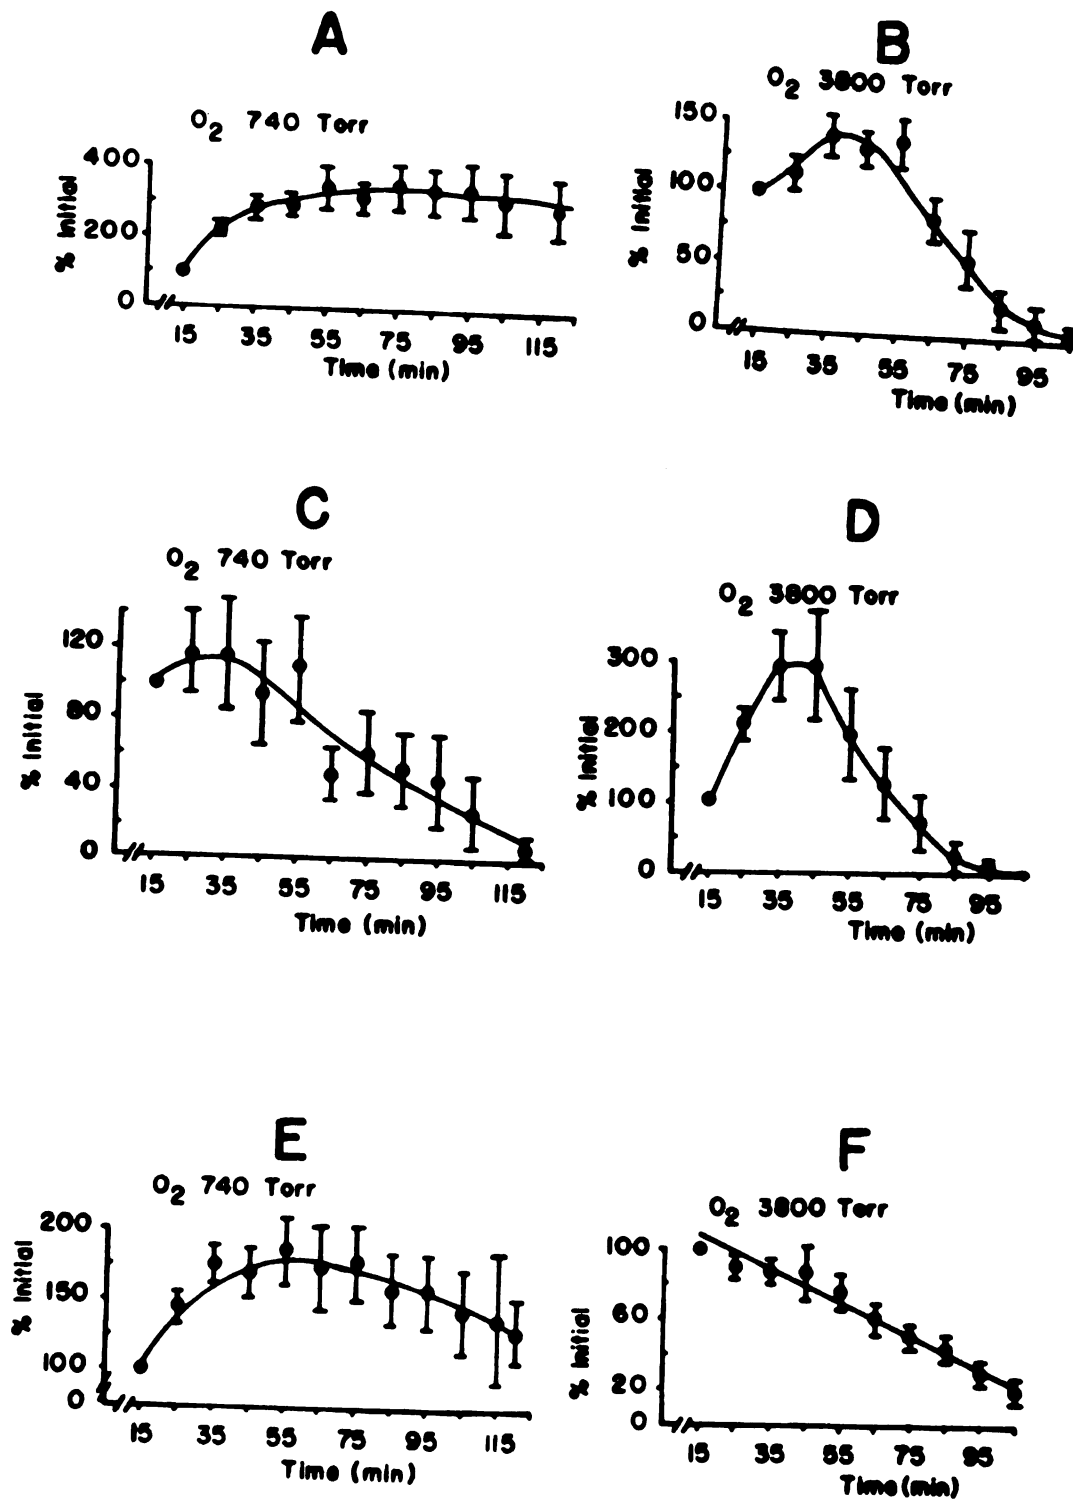 A
O2 740 Torr
% Initial
400
200
0
15 35 55 75 95 115
Time (min)
B
O2 3800 Torr
% Initial
150
100
50
0
15 35 55 75 95
Time (min)
C
O2 740 Torr
% Initial
120
80
40
0
15 35 55 75 95 115
Time (min)
D
O2 3800 Torr
% Initial
300
200
100
0
15 35 55 75 95
Time (min)
E
O2 740 Torr
% Initial
200
150
100
0
15 35 55 75 95 115
Time (min)
F
O2 3800 Torr
% Initial
100
60
20
0
15 35 55 75 95
Time (min)